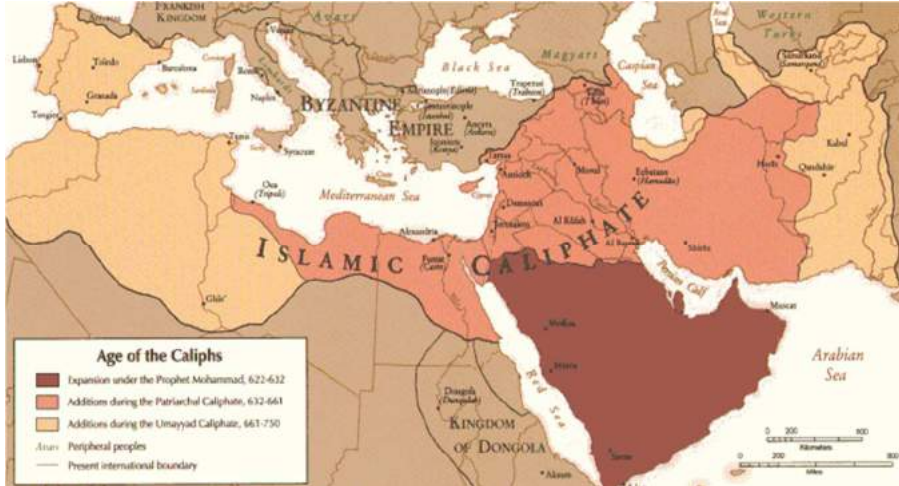 FRANKISH
KINGDOM
Avars
Western
Turks
Aral
Sea
Venice
Lisbon
Toledo
Barcelona
Rome
Naples
Sardinia
Granada
Tangier
Tunis
Sicily
Syracuse
Black Sea
Magyars
Caspian
Sea
Samarkand
Adrianople (Edirne)
Constantinople
(Istanbul)
Trapezus
(Trabzon)
BYZANTINE
EMPIRE
Ancyra
(Ankara)
Iconium
(Konya)
Tarsus
Antioch
Mosul
Ecbatana
(Hamadan)
Herat
Kabul
Qandahar
Crete
Cyprus
Mediterranean Sea
Oea
(Tripoli)
Damascus
Jerusalem
Al Kufah
Shiraz
Alexandria
Fustat
(Cairo)
ISLAMIC CALIPHATE
Persian Gulf
Muscat
Medina
Mecca
Red Sea
Arabian
Sea
Dongola
(Dunqulah)
KINGDOM
OF DONGOLA
Aksum
Age of the Caliphs
Expansion under the Prophet Mohammad, 622-632
Additions during the Patriarchal Caliphate, 632-661
Additions during the Umayyad Caliphate, 661-750
Avars Peripheral peoples
Present international boundary
Kilometers
Miles